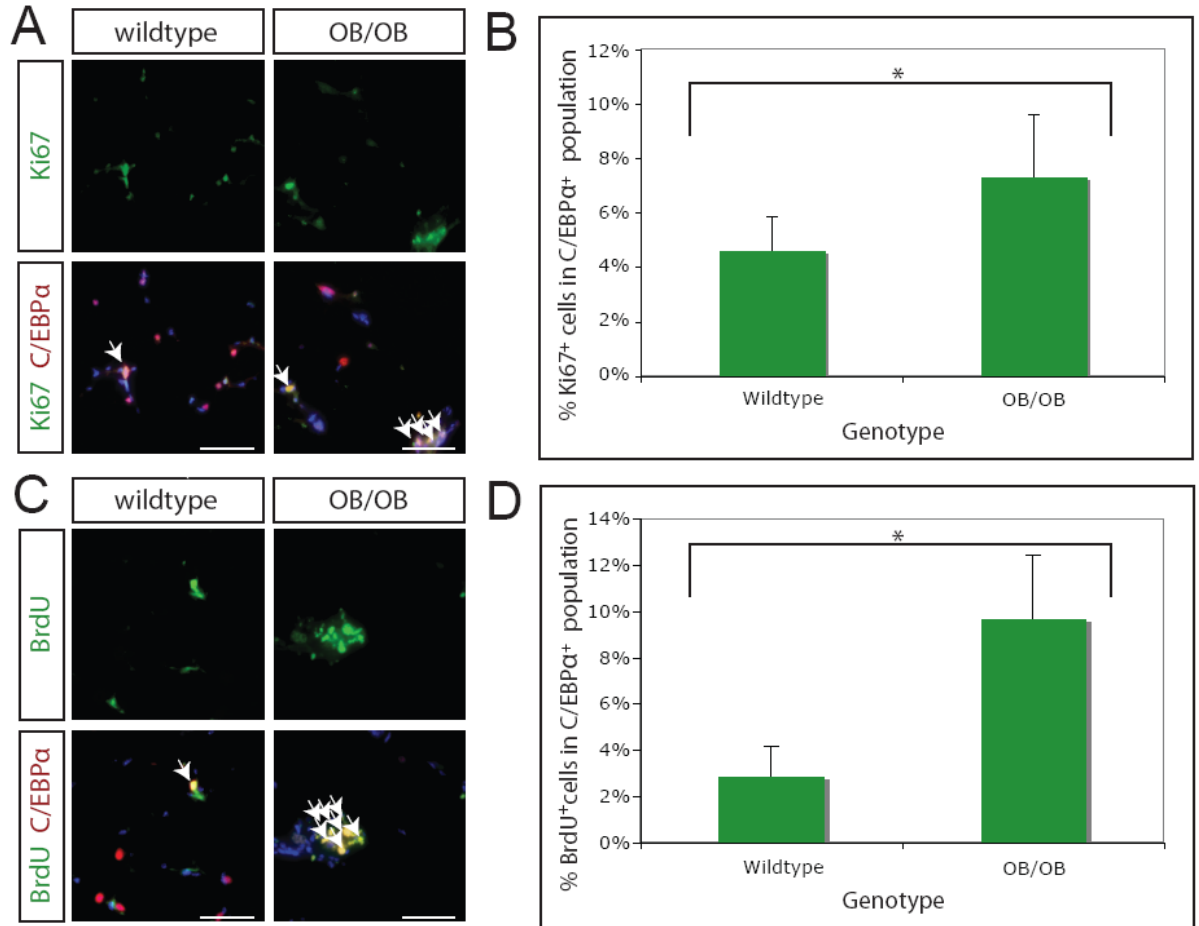 A
wildtype
OB/OB
Ki67
Ki67 C/EBPα
B
% Ki67⁺ cells in C/EBPα⁺ population
12%
10%
8%
6%
4%
2%
0%
*
Wildtype
OB/OB
Genotype
C
wildtype
OB/OB
BrdU
BrdU C/EBPα
D
% BrdU⁺cells in C/EBPα⁺ population
14%
12%
10%
8%
6%
4%
2%
0%
*
Wildtype
OB/OB
Genotype